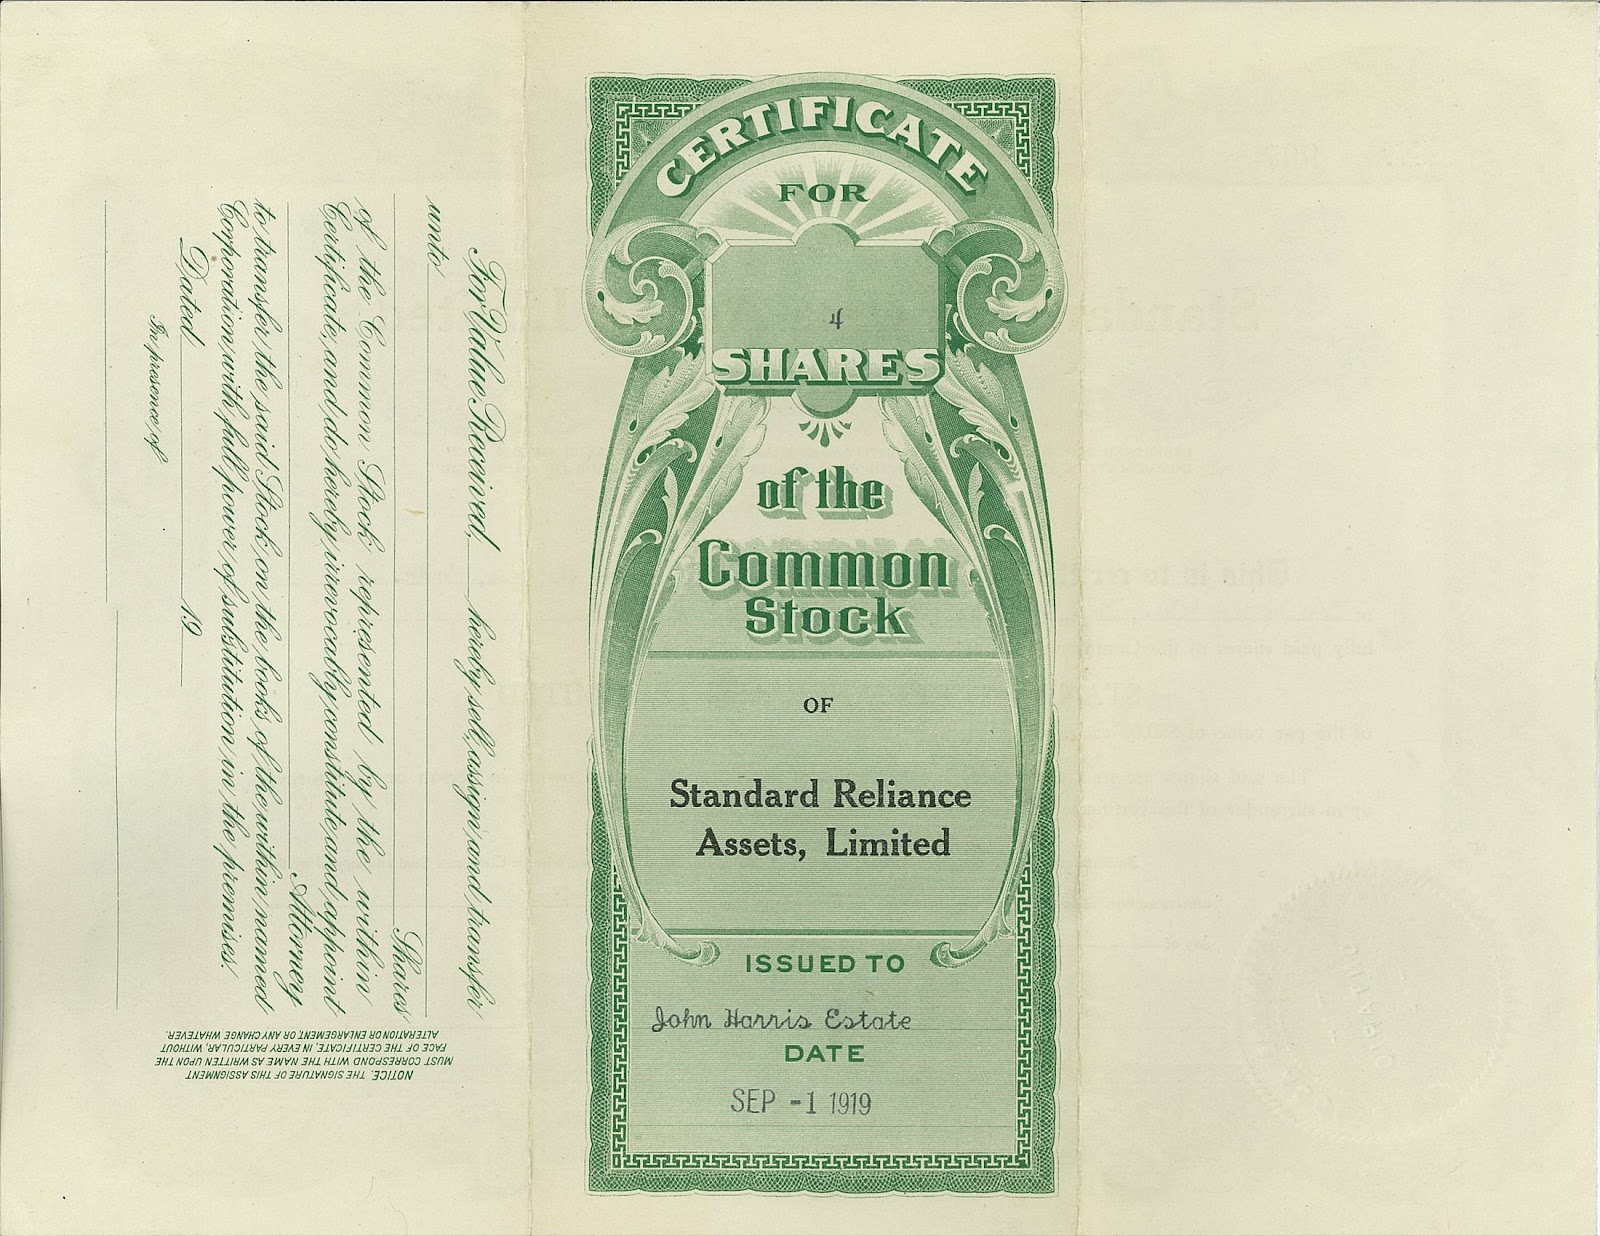 CERTIFICATE
FOR
4
SHARES
of the
Common
Stock
OF
Standard Reliance
Assets, Limited
ISSUED TO
John Harris Estate
DATE
SEP -1 1919
For Value Received, hereby sell, assign, and transfer
unto
Shares
of the Common Stock represented by the within
Certificate, and do hereby irrevocably constitute and appoint
Attorney
to transfer the said Stock on the books of the within named
Corporation, with full power of substitution in the premises.
Dated 19
In presence of
NOTICE. THE SIGNATURE OF THIS ASSIGNMENT
MUST CORRESPOND WITH THE NAME AS WRITTEN UPON THE
FACE OF THE CERTIFICATE, IN EVERY PARTICULAR, WITHOUT
ALTERATION OR ENLARGEMENT, OR ANY CHANGE WHATEVER.